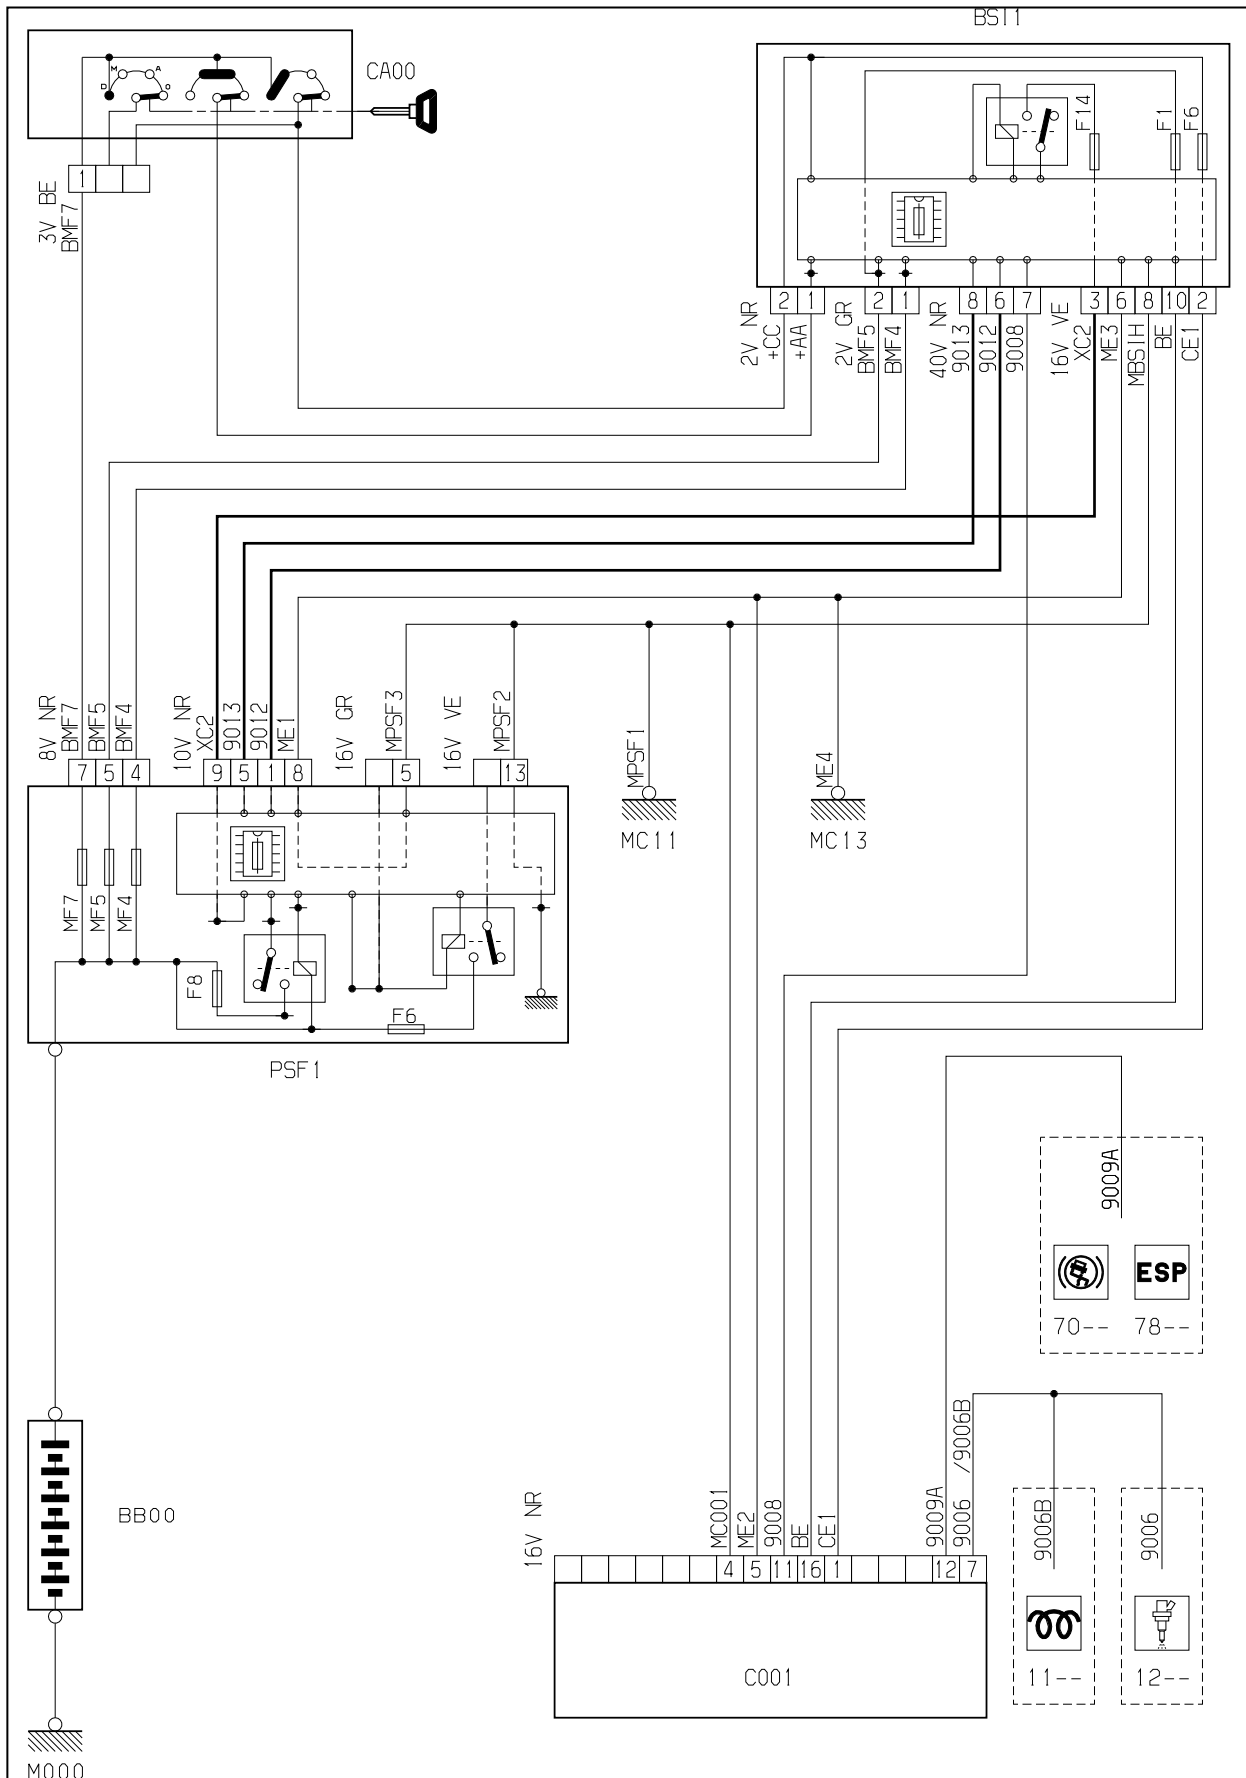 BSI1
CA00
M
A
D
O
1
3V BE
BMF7
F14
F1
F6
2
1
2
1
8
6
7
3
6
8
10
2
2V NR
+CC
+AA
2V GR
BMF5
BMF4
40V NR
9013
9012
9008
16V VE
XC2
ME3
MBSIH
BE
CE1
8V NR
BMF7
BMF5
BMF4
10V NR
XC2
9013
9012
ME1
16V GR
MPSF3
16V VE
MPSF2
7
5
4
9
5
1
8
5
13
MPSF1
MC11
ME4
MC13
MF7
MF5
MF4
F8
F6
PSF1
9009A
ESP
70--
78--
BB00
M000
16V NR
MC001
ME2
9008
BE
CE1
9009A
9006 /9006B
4
5
11
16
1
12
7
C001
9006B
11--
9006
12--